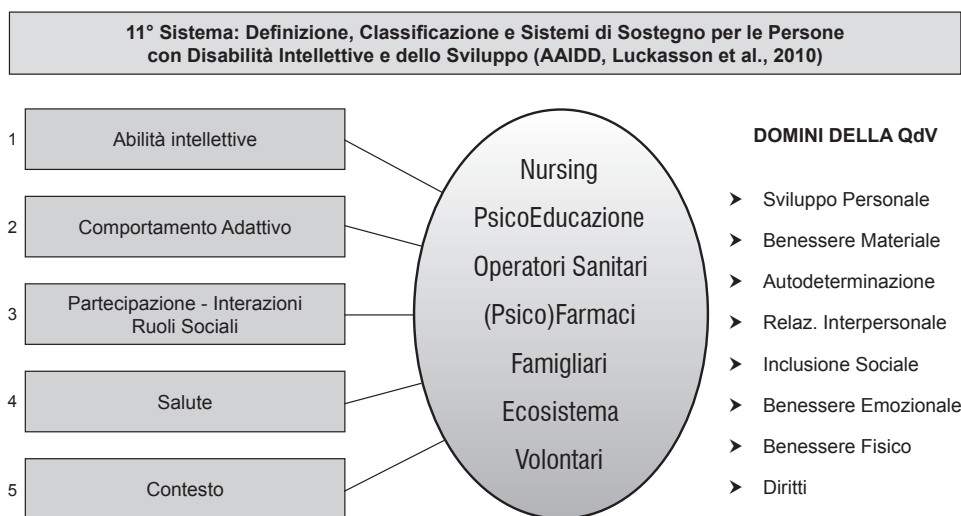 11° Sistema: Definizione, Classificazione e Sistemi di Sostegno per le Persone
con Disabilità Intellettive e dello Sviluppo (AAIDD, Luckasson et al., 2010)
1
Abilità intellettive
2
Comportamento Adattivo
3
Partecipazione - Interazioni
Ruoli Sociali
4
Salute
5
Contesto
Nursing
PsicoEducazione
Operatori Sanitari
(Psico)Farmaci
Famigliari
Ecosistema
Volontari
DOMINI DELLA QdV
➤ Sviluppo Personale
➤ Benessere Materiale
➤ Autodeterminazione
➤ Relaz. Interpersonale
➤ Inclusione Sociale
➤ Benessere Emozionale
➤ Benessere Fisico
➤ Diritti